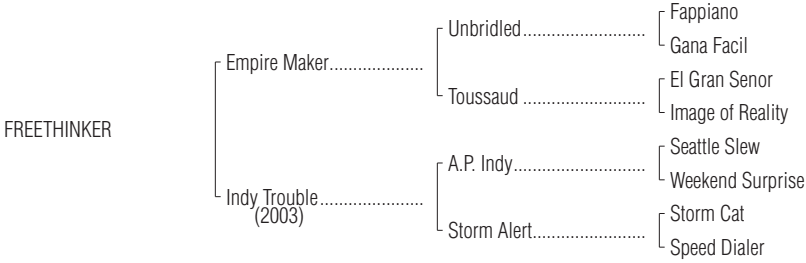 Fappiano
Unbridled
Gana Facil
Empire Maker
El Gran Senor
Toussaud
Image of Reality
FREETHINKER
Seattle Slew
A.P. Indy
Weekend Surprise
Indy Trouble
(2003)
Storm Cat
Storm Alert
Speed Dialer